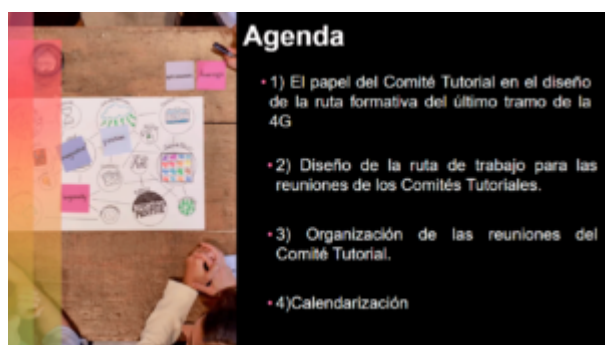 Agenda
• 1) El papel del Comité Tutorial en el diseño
de la ruta formativa del último tramo de la
4G
• 2) Diseño de la ruta de trabajo para las
reuniones de los Comités Tutoriales.
• 3) Organización de las reuniones del
Comité Tutorial.
• 4)Calendarización